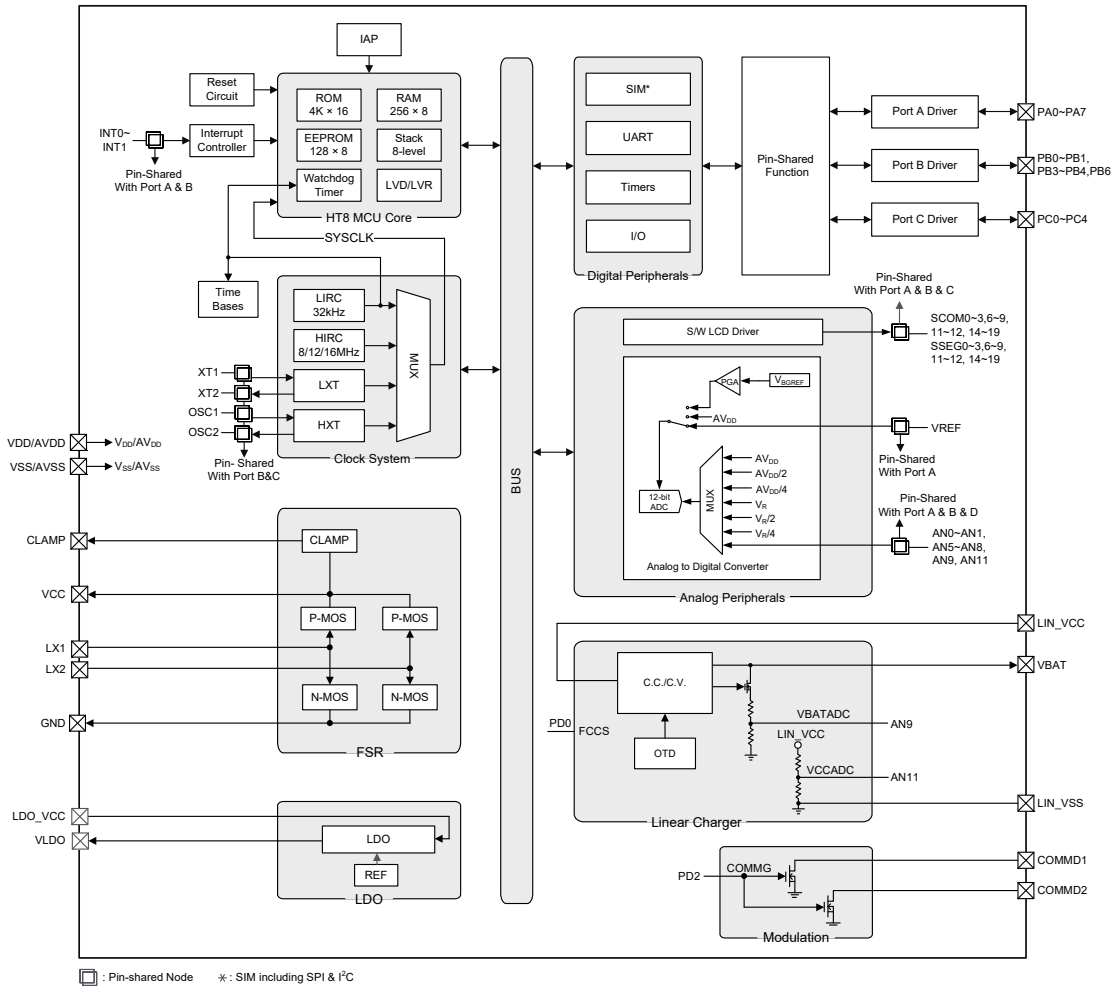 IAP
Reset
Circuit
ROM
4K × 16
RAM
256 × 8
INT0~
INT1
Interrupt
Controller
EEPROM
128 × 8
Stack
8-level
Pin-Shared
With Port A & B
Watchdog
Timer
LVD/LVR
HT8 MCU Core
SYSCLK
Time
Bases
LIRC
32kHz
HIRC
8/12/16MHz
LXT
HXT
MUX
XT1
XT2
OSC1
OSC2
Pin- Shared
With Port B&C
Clock System
VDD/AVDD
VDD/AVDD
VSS/AVSS
VSS/AVSS
BUS
SIM*
UART
Timers
I/O
Digital Peripherals
Pin-Shared
Function
Port A Driver
Port B Driver
Port C Driver
PA0~PA7
PB0~PB1,
PB3~PB4,PB6
PC0~PC4
Pin-Shared
With Port A & B & C
S/W LCD Driver
SCOM0~3,6~9,
11~12, 14~19
SSEG0~3,6~9,
11~12, 14~19
PGA
VBGREF
AVDD
VREF
Pin-Shared
With Port A
12-bit
ADC
MUX
AVDD
AVDD/2
AVDD/4
VR
VR/2
VR/4
Pin-Shared
With Port A & B & D
AN0~AN1,
AN5~AN8,
AN9, AN11
Analog to Digital Converter
Analog Peripherals
CLAMP
CLAMP
VCC
P-MOS
P-MOS
LX1
LX2
N-MOS
N-MOS
GND
FSR
LIN_VCC
VBAT
C.C./C.V.
PD0
FCCS
OTD
VBATADC
AN9
LIN_VCC
VCCADC
AN11
LIN_VSS
Linear Charger
LDO_VCC
VLDO
LDO
REF
LDO
PD2
COMMG
COMMD1
COMMD2
Modulation
: Pin-shared Node
* : SIM including SPI & I²C